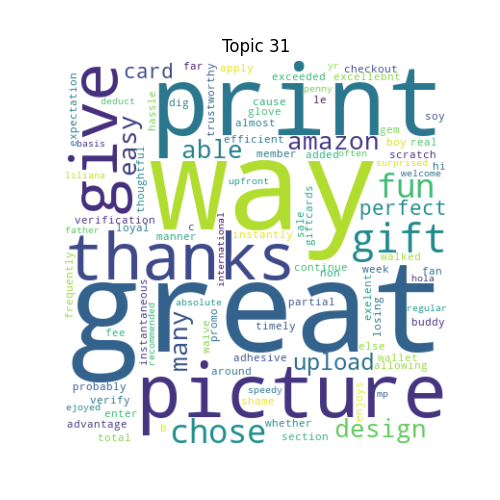 Topic 31
print
way
great
give
thanks
picture
gift
fun
chose
design
able
amazon
easy
many
upload
perfect
card
expectation
deduct
basis
liliana
father
frequently
hassle
thoughtful
verification
loyal
manner
c
international
instantaneous
recommended
fee
probably
verify
ejoyed
enter
advantage
total
far
apply
trustworthy
dig
cause
glove
almost
efficient
member
added
upfront
instantly
sale
giftcards
continue
non
absolute
partial
promo
waive
timely
adhesive
around
speedy
shame
b
whether
section
yr
checkout
exceeded
excellebnt
penny
le
often
gem
boy
real
scratch
surprised
welcome
soy
hi
walked
week
fan
hola
exelent
losing
regular
buddy
else
wallet
allowing
enjoys
mp